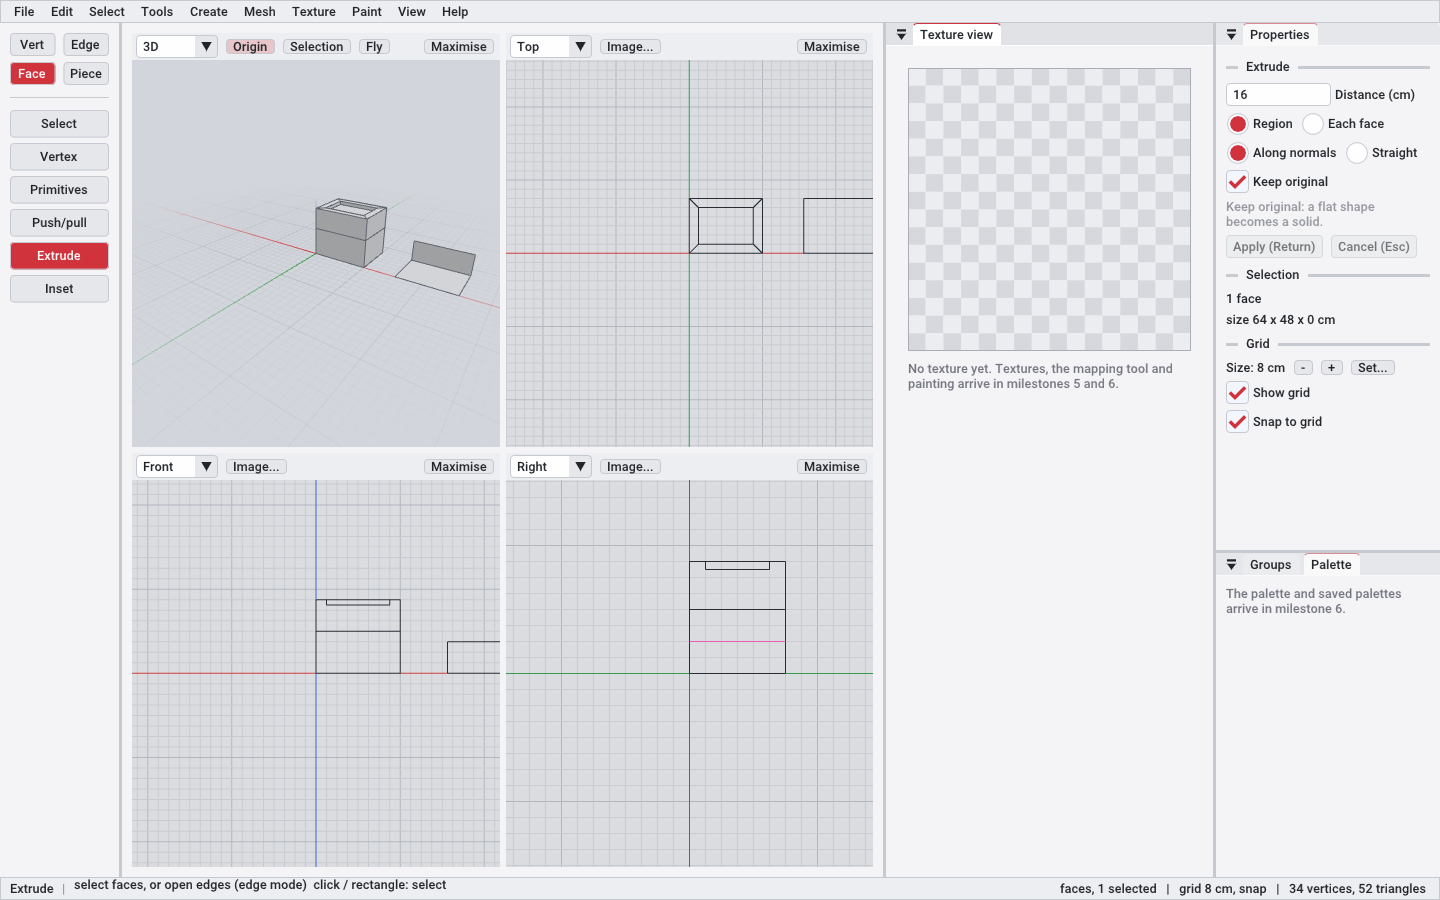 File Edit Select Tools Create Mesh Texture Paint View Help
Vert Edge
Face Piece
Select
Vertex
Primitives
Push/pull
Extrude
Inset
3D Origin Selection Fly Maximise
Top Image... Maximise
Front Image... Maximise
Right Image... Maximise
Texture view
No texture yet. Textures, the mapping tool and
painting arrive in milestones 5 and 6.
Properties
Extrude
16 Distance (cm)
Region Each face
Along normals Straight
Keep original
Keep original: a flat shape
becomes a solid.
Apply (Return) Cancel (Esc)
Selection
1 face
size 64 x 48 x 0 cm
Grid
Size: 8 cm - + Set...
Show grid
Snap to grid
Groups Palette
The palette and saved palettes
arrive in milestone 6.
Extrude | select faces, or open edges (edge mode) click / rectangle: select
faces, 1 selected | grid 8 cm, snap | 34 vertices, 52 triangles